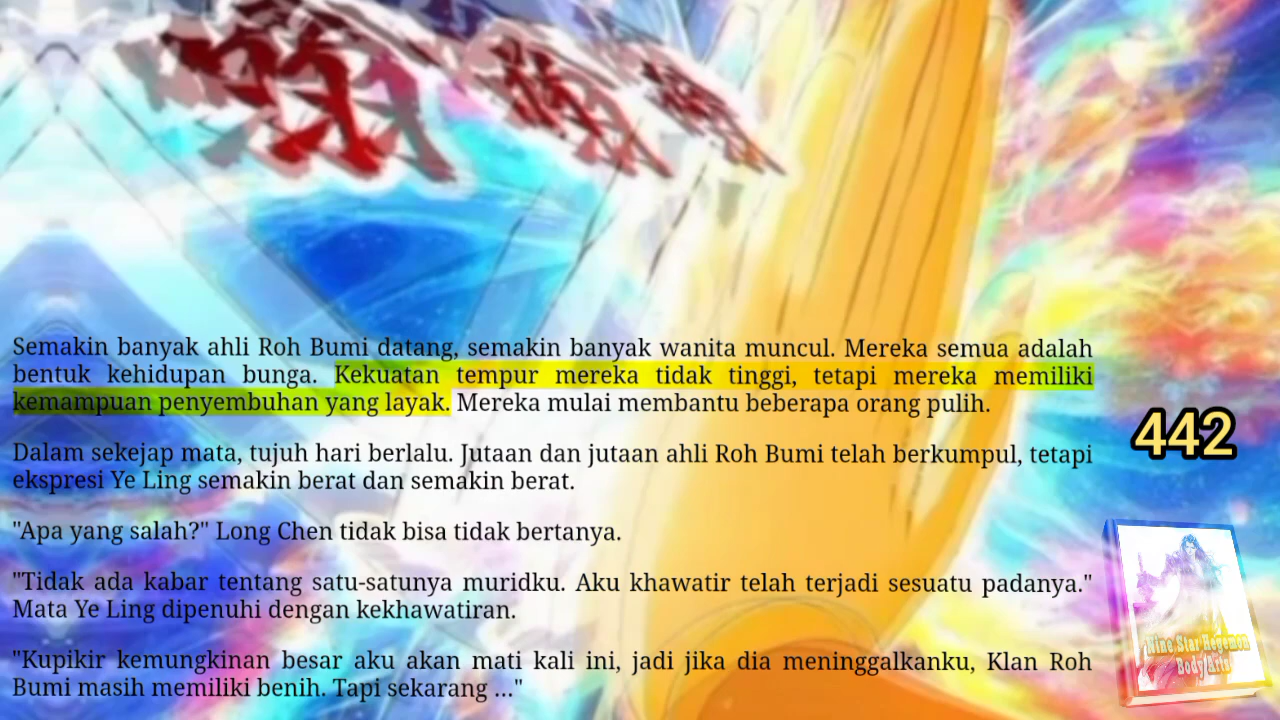 Semakin banyak ahli Roh Bumi datang, semakin banyak wanita muncul. Mereka semua adalah
bentuk kehidupan bunga. Kekuatan tempur mereka tidak tinggi, tetapi mereka memiliki
kemampuan penyembuhan yang layak. Mereka mulai membantu beberapa orang pulih.
Dalam sekejap mata, tujuh hari berlalu. Jutaan dan jutaan ahli Roh Bumi telah berkumpul, tetapi
ekspresi Ye Ling semakin berat dan semakin berat.
"Apa yang salah?" Long Chen tidak bisa tidak bertanya.
"Tidak ada kabar tentang satu-satunya muridku. Aku khawatir telah terjadi sesuatu padanya."
Mata Ye Ling dipenuhi dengan kekhawatiran.
"Kupikir kemungkinan besar aku akan mati kali ini, jadi jika dia meninggalkanku, Klan Roh
Bumi masih memiliki benih. Tapi sekarang ..."
442
Nine Star Hegemon
Body Arts